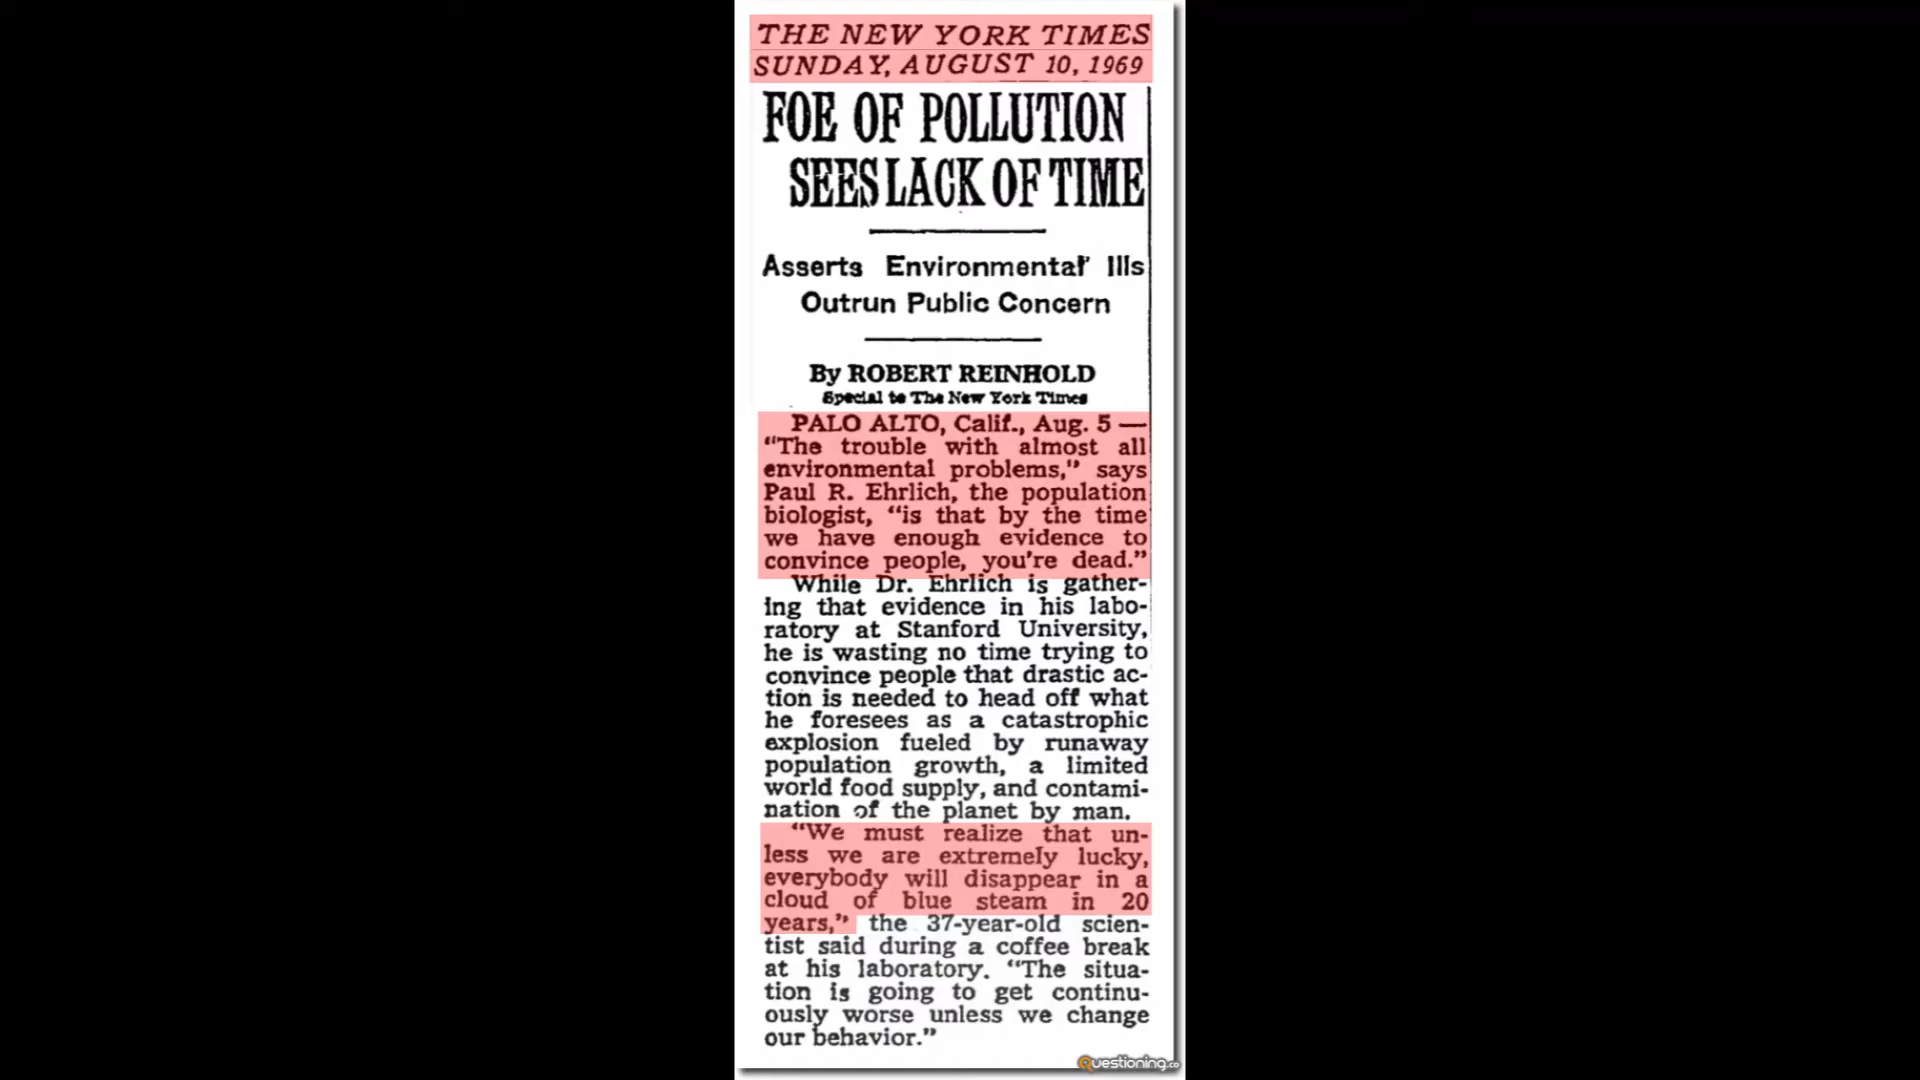 THE NEW YORK TIMES
SUNDAY, AUGUST 10, 1969
FOE OF POLLUTION
SEES LACK OF TIME
Asserts Environmental Ills
Outrun Public Concern
By ROBERT REINHOLD
Special to The New York Times
PALO ALTO, Calif., Aug. 5 —
"The trouble with almost all
environmental problems," says
Paul R. Ehrlich, the population
biologist, "is that by the time
we have enough evidence to
convince people, you're dead."
While Dr. Ehrlich is gather-
ing that evidence in his labo-
ratory at Stanford University,
he is wasting no time trying to
convince people that drastic ac-
tion is needed to head off what
he foresees as a catastrophic
explosion fueled by runaway
population growth, a limited
world food supply, and contami-
nation of the planet by man.
"We must realize that un-
less we are extremely lucky,
everybody will disappear in a
cloud of blue steam in 20
years," the 37-year-old scien-
tist said during a coffee break
at his laboratory. "The situa-
tion is going to get continu-
ously worse unless we change
our behavior."
Questioning.co